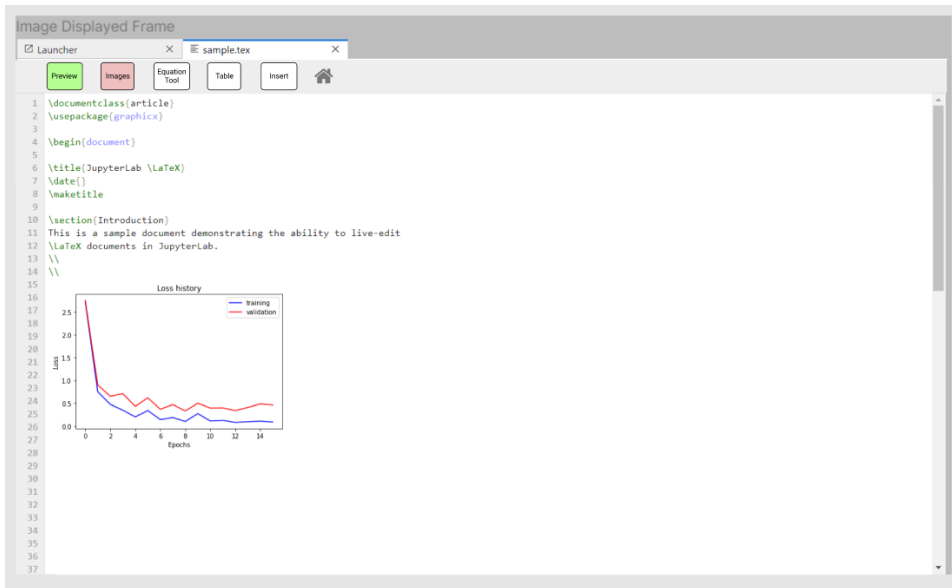 Image Displayed Frame
Launcher × sample.tex ×
Preview Images Equation Tool Table Insert
1 \documentclass{article}
2 \usepackage{graphicx}
3
4 \begin{document}
5
6 \title{JupyterLab \LaTeX}
7 \date{}
8 \maketitle
9
10 \section{Introduction}
11 This is a sample document demonstrating the ability to live-edit
12 \LaTeX documents in JupyterLab.
13 \\
14 \\
15
16
17
18
19
20
21
22
23
24
25
26
27
28
29
30
31
32
33
34
35
36
37
Loss history
training
validation
Loss
2.5
2.0
1.5
1.0
0.5
0.0
0 2 4 6 8 10 12 14
Epochs